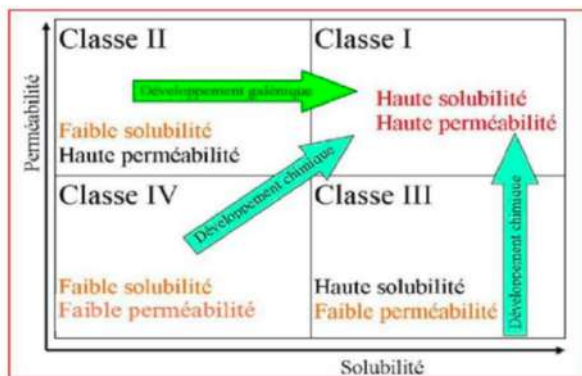 Classe II
Classe I
Développement galénique
Haute solubilité
Haute perméabilité
Faible solubilité
Haute perméabilité
Perméabilité
Classe IV
Développement chimique
Classe III
Faible solubilité
Faible perméabilité
Haute solubilité
Faible perméabilité
Développement chimique
Solubilité